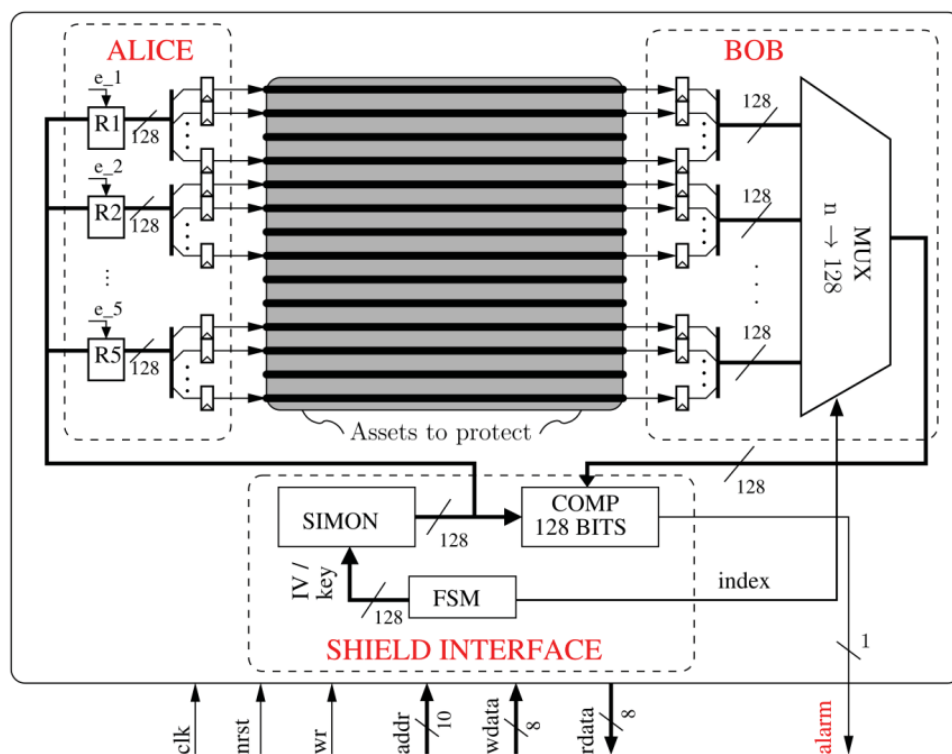 ALICE
BOB
e_1
R1
128
e_2
R2
128
...
e_5
R5
128
128
128
128
MUX
n → 128
Assets to protect
128
SIMON
128
COMP
128 BITS
IV /
key
128
FSM
index
SHIELD INTERFACE
1
clk
nrst
wr
addr
10
wdata
8
rdata
8
alarm